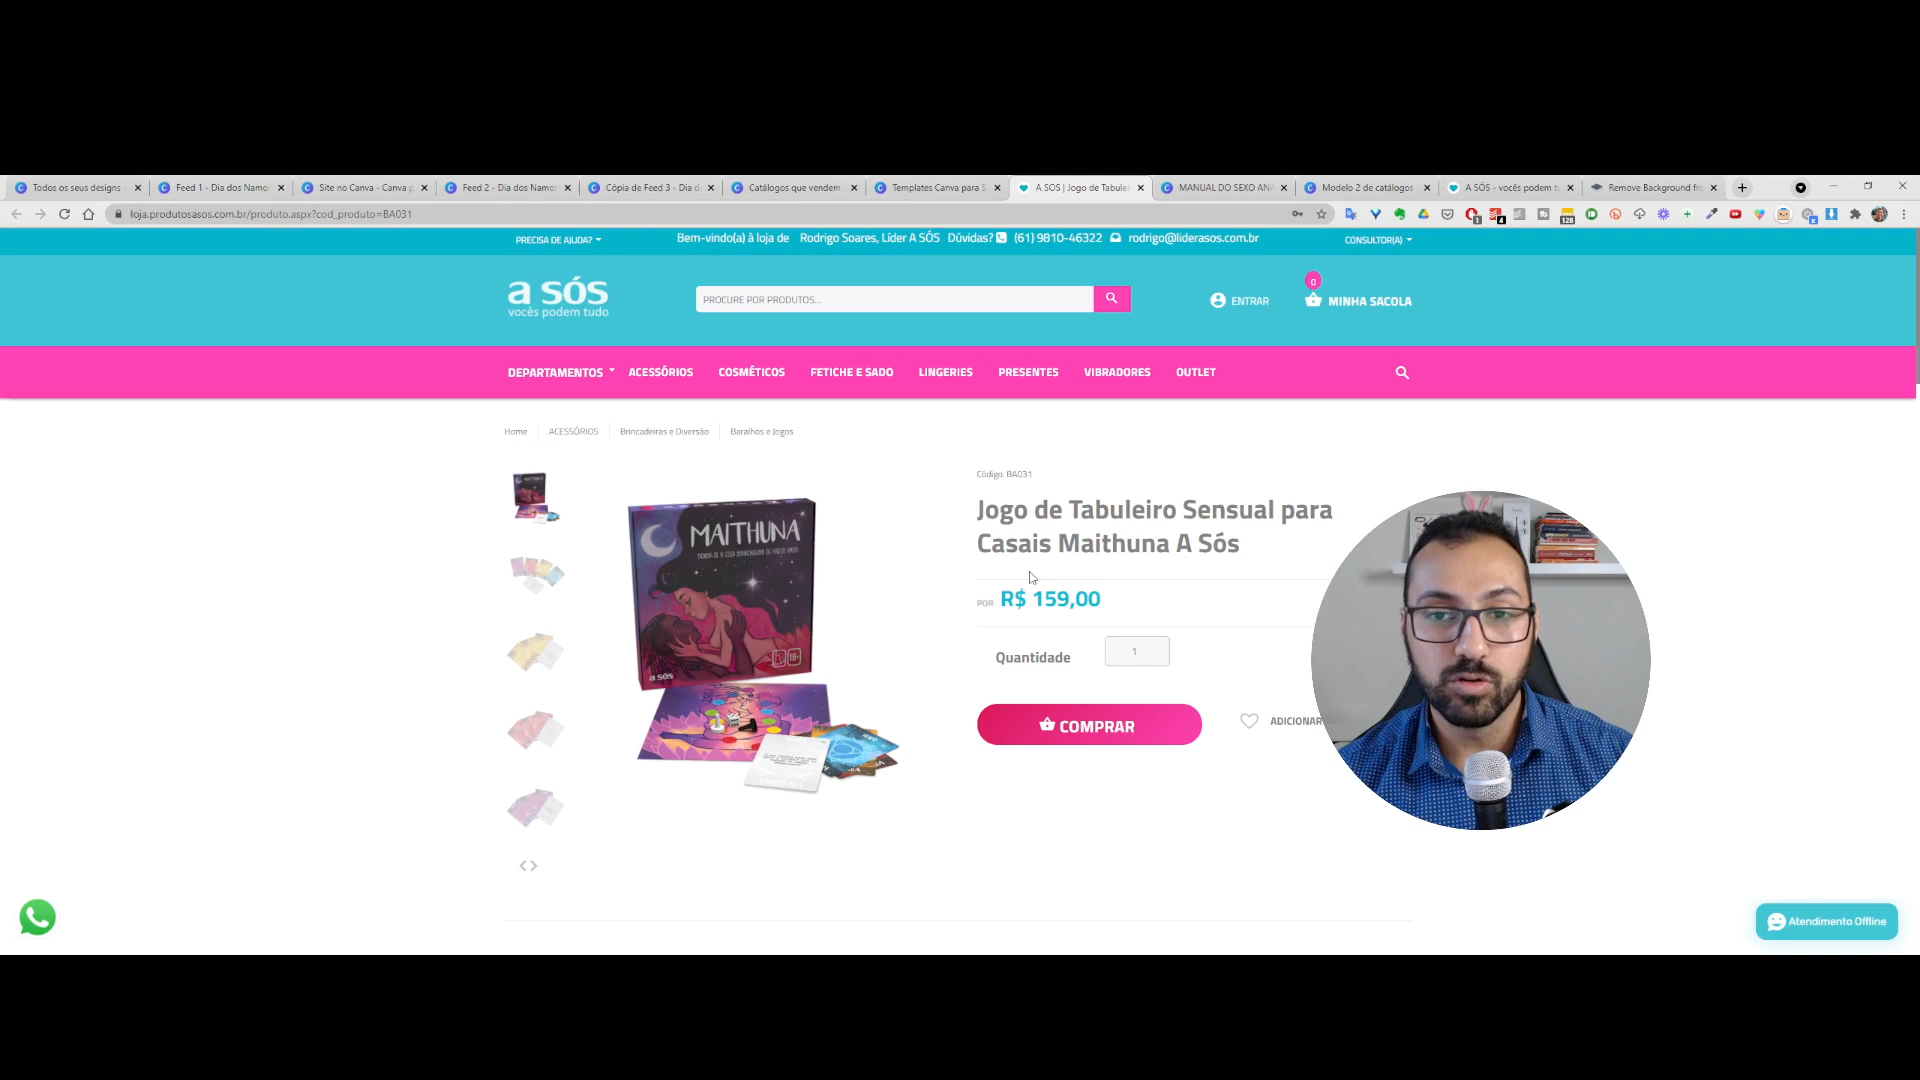 Todos os seus designs -
Feed 1 - Dia dos Namor
Site no Canva - Canva p
Feed 2 - Dia dos Namor
Cópia de Feed 3 - Dia d
Catálogos que vendem
Templates Canva para S
A SOS | Jogo de Tabulei
MANUAL DO SEXO ANA
Modelo 2 de catálogos
A SÓS - vocês podem tu
Remove Background fro
loja.produtosasos.com.br/produto.aspx?cod_produto=BA031
PRECISA DE AJUDA?
Bem-vindo(a) à loja de Rodrigo Soares, Líder A SÓS Dúvidas? (61) 9810-46322 rodrigo@liderasos.com.br
CONSULTOR(A)
a sós
vocês podem tudo
PROCURE POR PRODUTOS...
ENTRAR
0
MINHA SACOLA
DEPARTAMENTOS ACESSÓRIOS COSMÉTICOS FETICHE E SADO LINGERIES PRESENTES VIBRADORES OUTLET
Home ACESSÓRIOS Brincadeiras e Diversão Baralhos e Jogos
MAITHUNA
18+
a sós
Código: BA031
Jogo de Tabuleiro Sensual para
Casais Maithuna A Sós
POR R$ 159,00
Quantidade 1
COMPRAR
ADICIONAR
Atendimento Offline